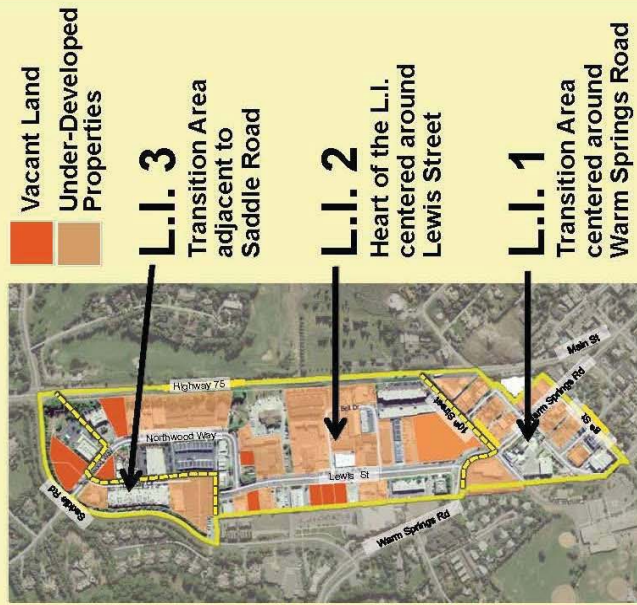 Vacant Land
Under-Developed
Properties
L.I. 3
Transition Area
adjacent to
Saddle Road
L.I. 2
Heart of the L.I.
centered around
Lewis Street
L.I. 1
Transition Area
centered around
Warm Springs Road
Saddle Rd
Highway 75
Northwood Way
Bell Dr
Lewis St
10th Street
Warm Springs Rd
Main St
Warm Springs Rd